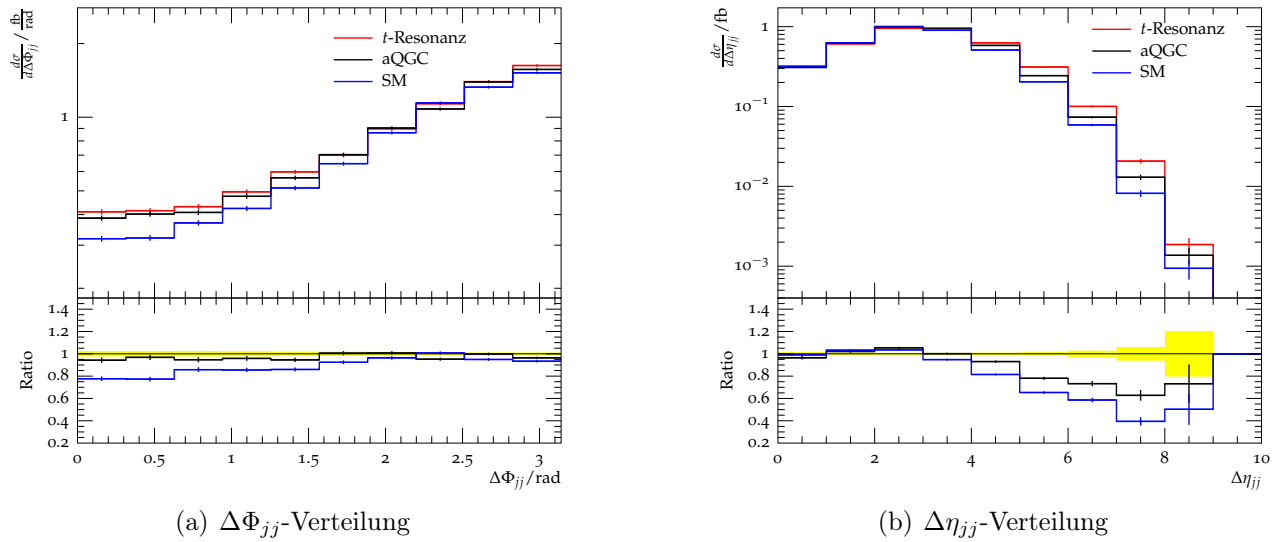 dσ/dΔΦjj / fb/rad
1
t-Resonanz
aQGC
SM
Ratio
1.4
1.2
1
0.8
0.6
0.4
0.2
0 0.5 1 1.5 2 2.5 3
ΔΦjj/rad
(a) ΔΦjj-Verteilung
dσ/dΔηjj /fb
1
10−1
10−2
10−3
t-Resonanz
aQGC
SM
Ratio
1.4
1.2
1
0.8
0.6
0.4
0.2
0 2 4 6 8 10
Δηjj
(b) Δηjj-Verteilung